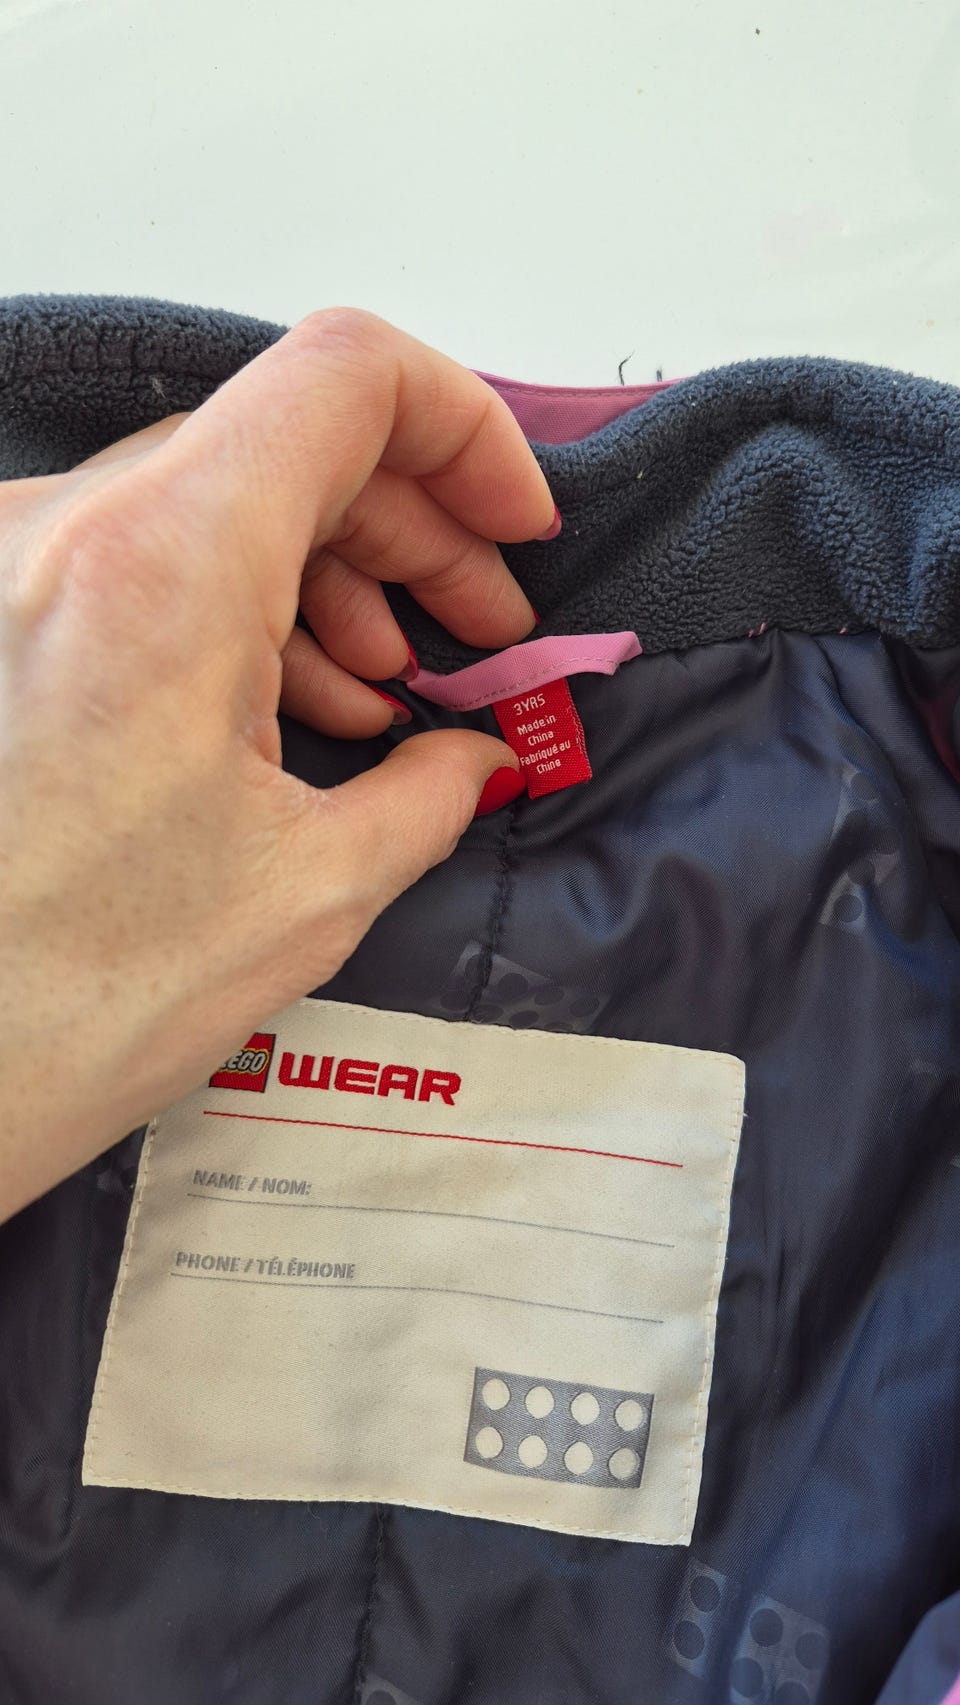 3YRS
Made in
China
Fabriqué au
Chine
LEGO WEAR
NAME / NOM:
PHONE / TÉLÉPHONE